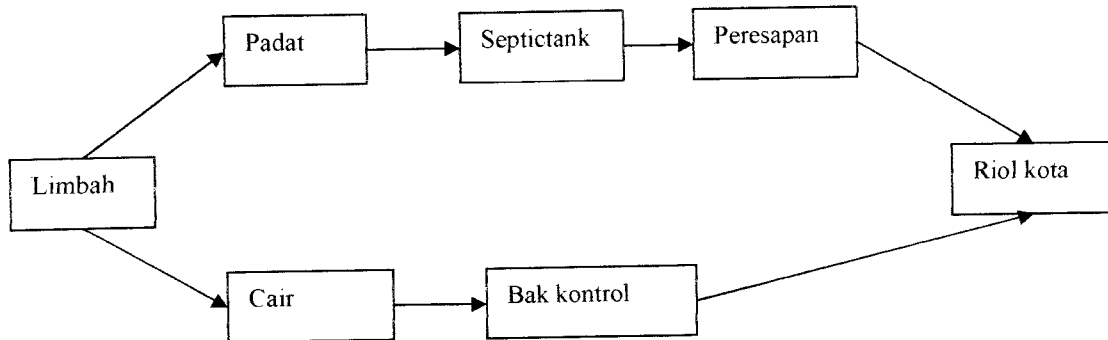 Padat
Septictank
Peresapan
Limbah
Riol kota
Cair
Bak kontrol